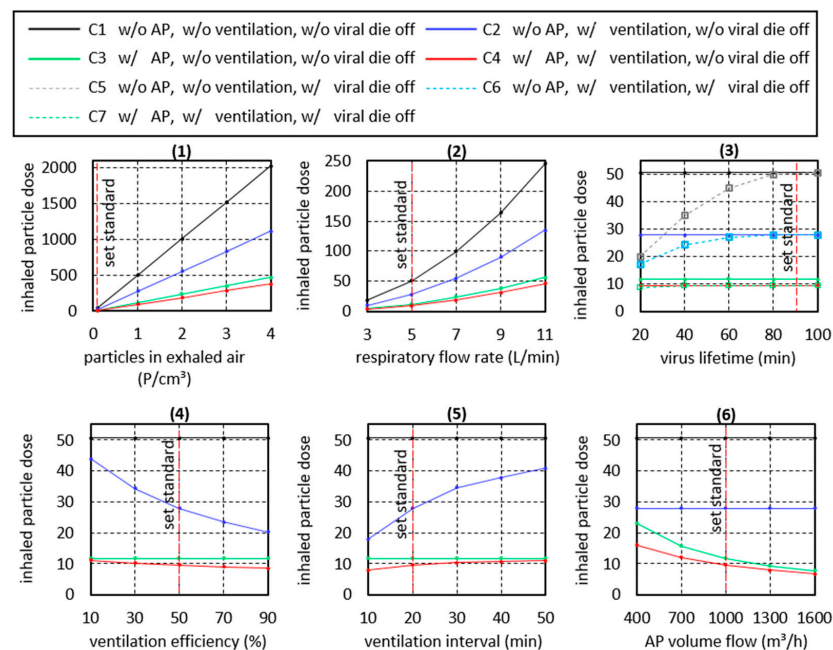 C1 w/o AP, w/o ventilation, w/o viral die off
C2 w/o AP, w/ ventilation, w/o viral die off
C3 w/ AP, w/o ventilation, w/o viral die off
C4 w/ AP, w/ ventilation, w/o viral die off
C5 w/o AP, w/o ventilation, w/ viral die off
C6 w/o AP, w/ ventilation, w/ viral die off
C7 w/ AP, w/ ventilation, w/ viral die off
(1)
inhaled particle dose
2000
1500
1000
500
0
set standard
0 1 2 3 4
particles in exhaled air
(P/cm³)
(2)
inhaled particle dose
250
200
150
100
50
0
set standard
3 5 7 9 11
respiratory flow rate (L/min)
(3)
inhaled particle dose
50
40
30
20
10
0
set standard
20 40 60 80 100
virus lifetime (min)
(4)
inhaled particle dose
50
40
30
20
10
0
set standard
10 30 50 70 90
ventilation efficiency (%)
(5)
inhaled particle dose
50
40
30
20
10
0
set standard
10 20 30 40 50
ventilation interval (min)
(6)
inhaled particle dose
50
40
30
20
10
0
set standard
400 700 1000 1300 1600
AP volume flow (m³/h)